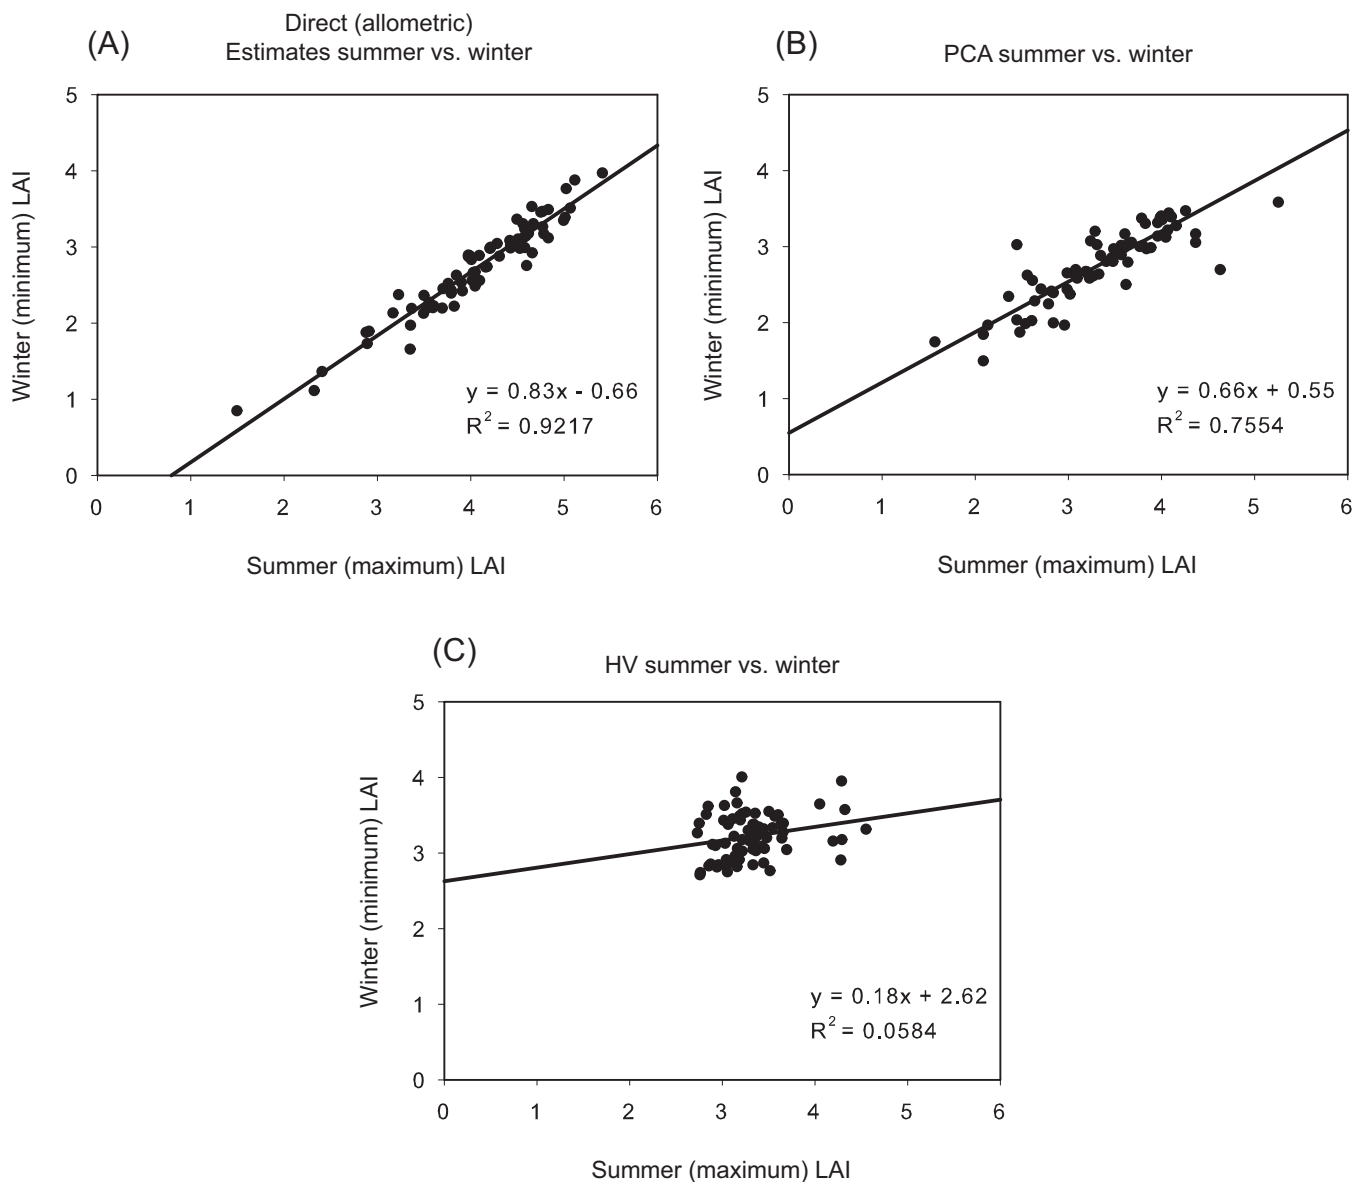 (A)
Direct (allometric)
Estimates summer vs. winter
5
4
3
2
1
0
Winter (minimum) LAI
y = 0.83x - 0.66
R² = 0.9217
0 1 2 3 4 5 6
Summer (maximum) LAI
(B)
PCA summer vs. winter
5
4
3
2
1
0
Winter (minimum) LAI
y = 0.66x + 0.55
R² = 0.7554
0 1 2 3 4 5 6
Summer (maximum) LAI
(C)
HV summer vs. winter
5
4
3
2
1
0
Winter (minimum) LAI
y = 0.18x + 2.62
R² = 0.0584
0 1 2 3 4 5 6
Summer (maximum) LAI